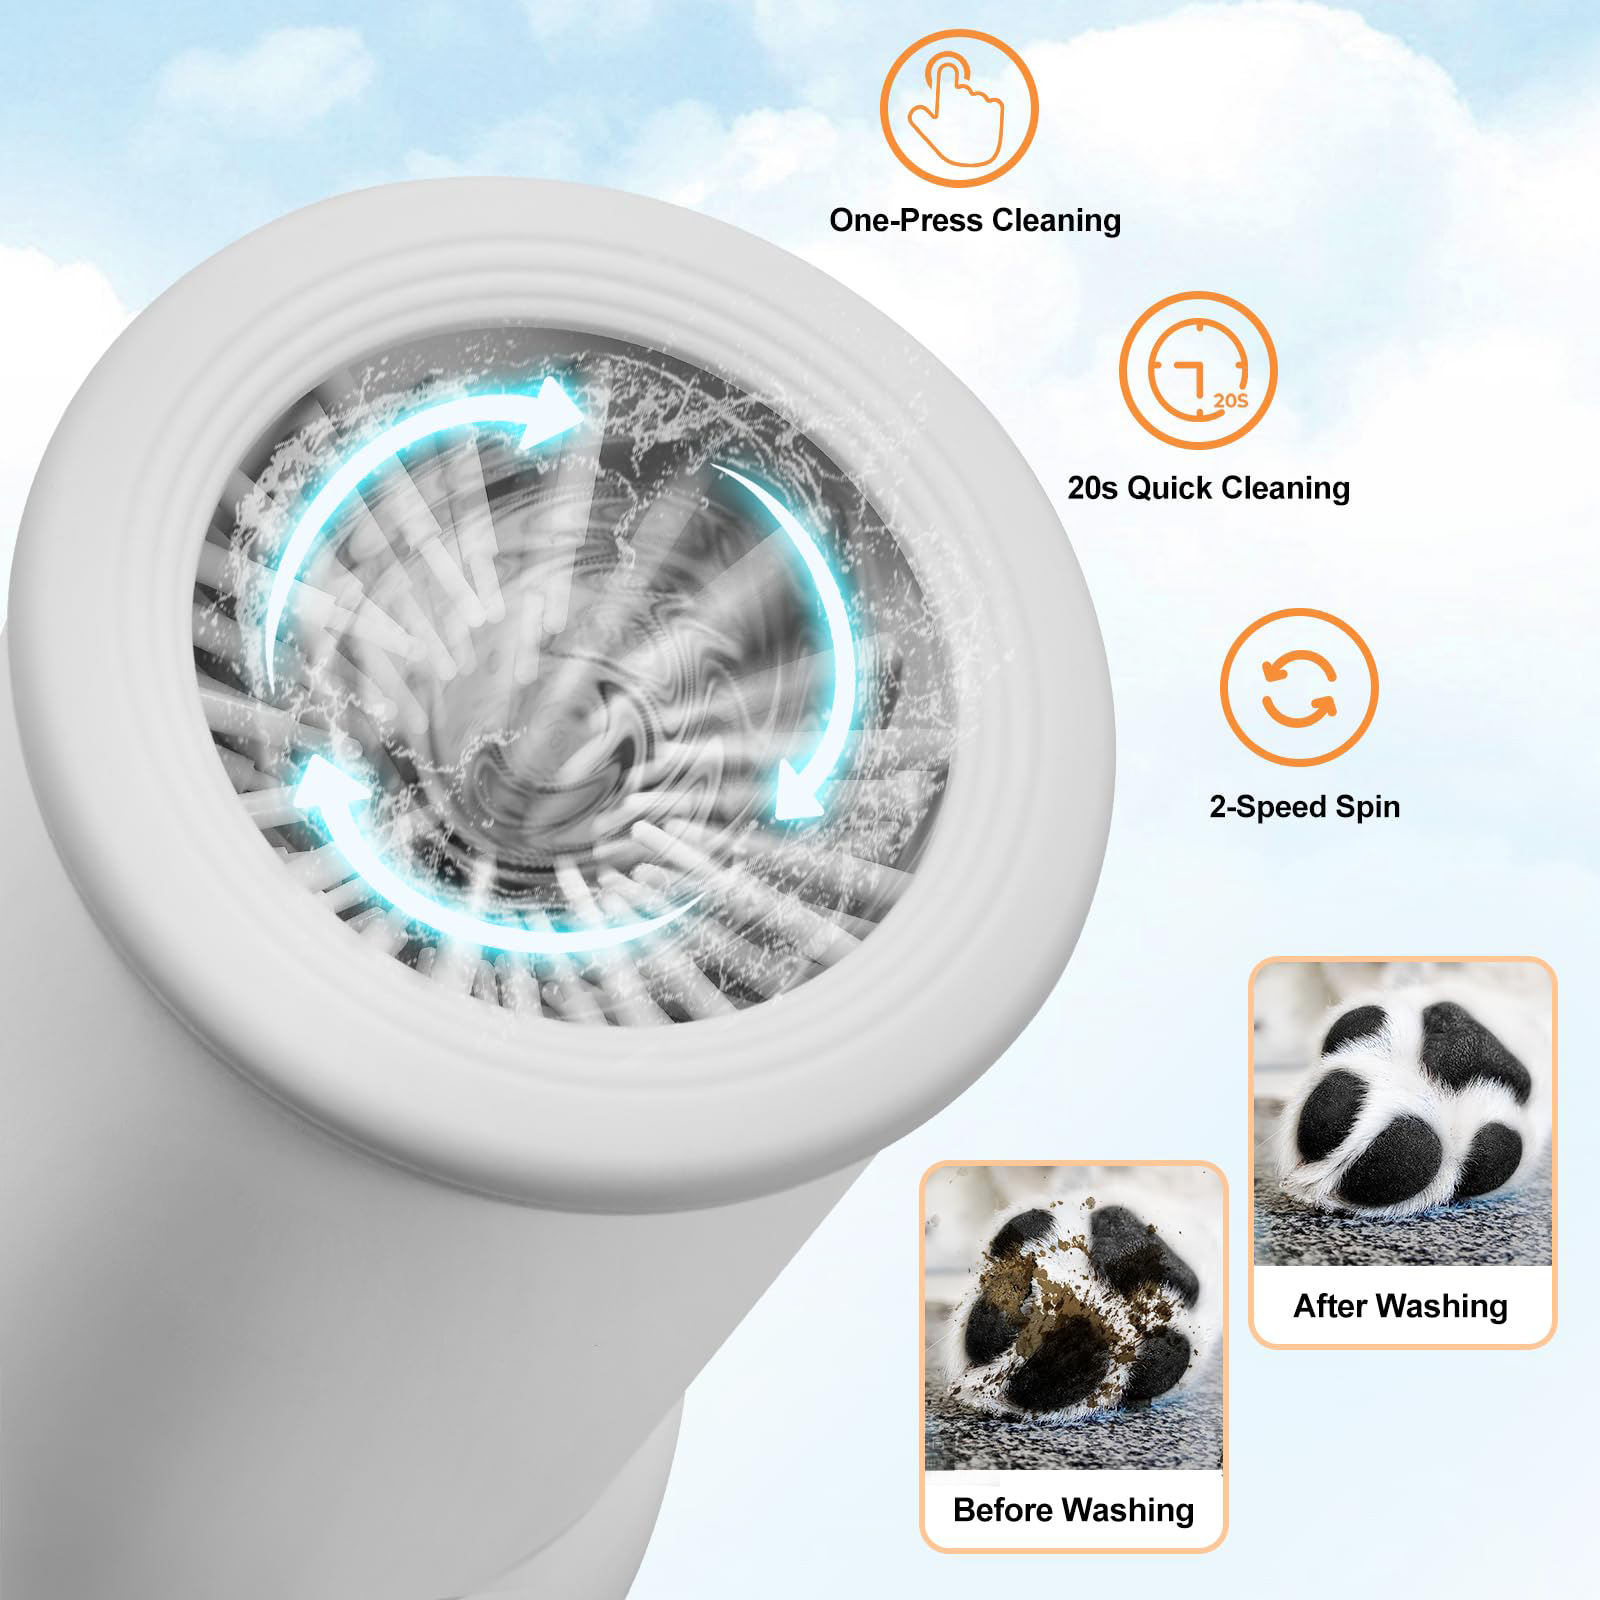 One-Press Cleaning
20S
20s Quick Cleaning
2-Speed Spin
After Washing
Before Washing